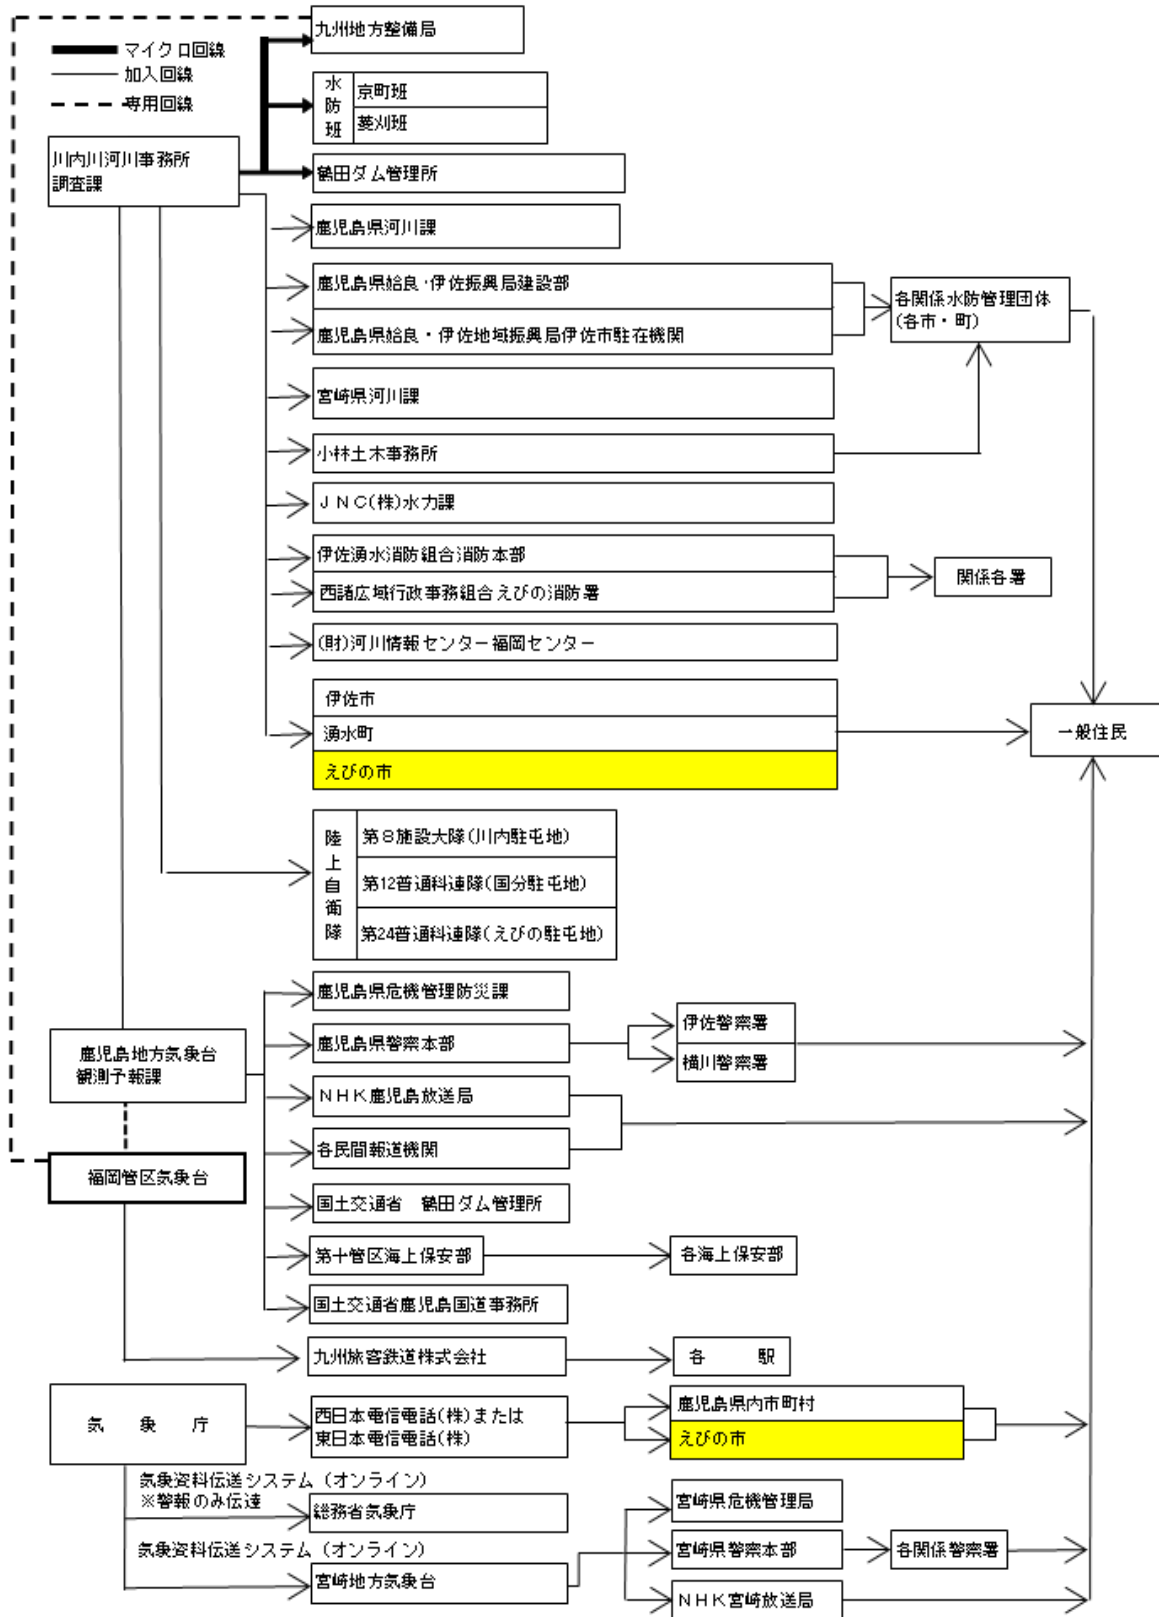 九州地方整備局
マイクロ回線
加入回線
専用回線
水防班
京町班
菱刈班
川内川河川事務所
調査課
鶴田ダム管理所
鹿児島県河川課
鹿児島県姶良・伊佐振興局建設部
鹿児島県姶良・伊佐地域振興局伊佐市駐在機関
各関係水防管理団体
(各市・町)
宮崎県河川課
小林土木事務所
ＪＮＣ(株)水力課
伊佐湧水消防組合消防本部
西諸広域行政事務組合えびの消防署
関係各署
(財)河川情報センター福岡センター
伊佐市
湧水町
えびの市
一般住民
陸上自衛隊
第８施設大隊(川内駐屯地)
第12普通科連隊(国分駐屯地)
第24普通科連隊(えびの駐屯地)
鹿児島県危機管理防災課
鹿児島地方気象台
観測予報課
鹿児島県警察本部
伊佐警察署
横川警察署
ＮＨＫ鹿児島放送局
各民間報道機関
福岡管区気象台
国土交通省　鶴田ダム管理所
第十管区海上保安部
各海上保安部
国土交通省鹿児島国道事務所
九州旅客鉄道株式会社
各　駅
気　象　庁
西日本電信電話(株)または
東日本電信電話(株)
鹿児島県内市町村
えびの市
気象資料伝送システム（オンライン）
※警報のみ伝達
総務省気象庁
気象資料伝送システム（オンライン）
宮崎地方気象台
宮崎県危機管理局
宮崎県警察本部
各関係警察署
ＮＨＫ宮崎放送局